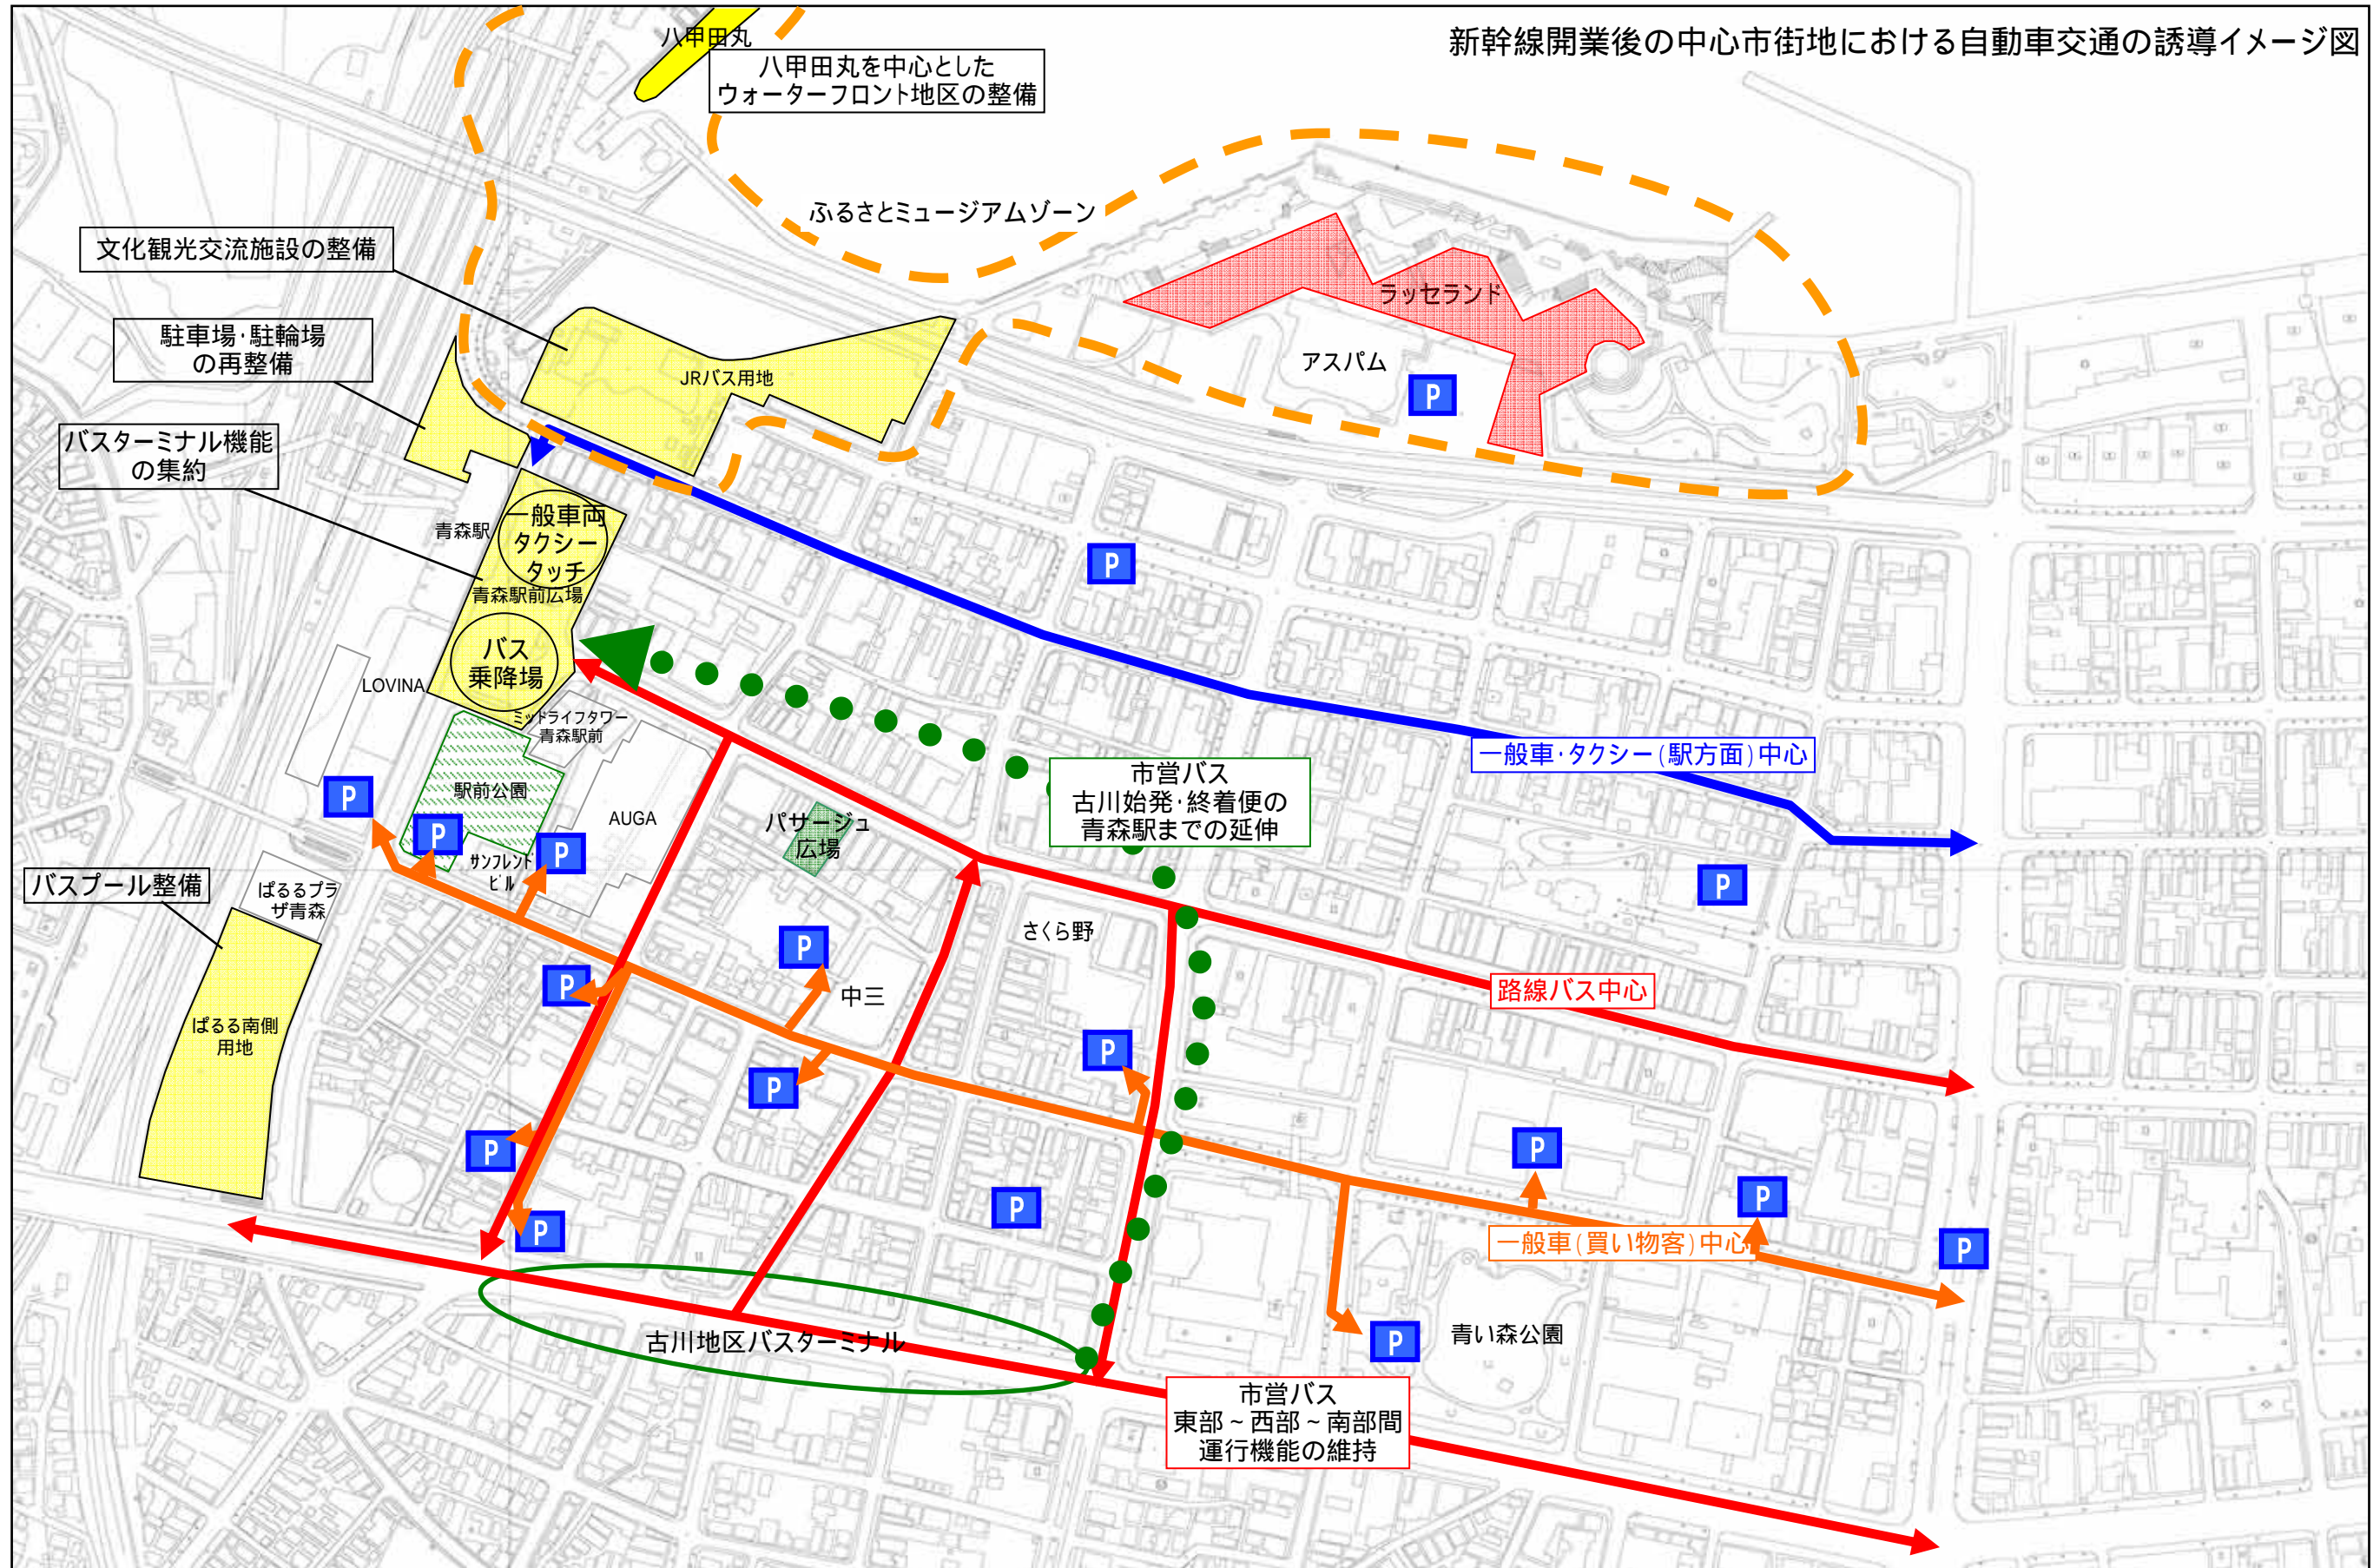 新幹線開業後の中心市街地における自動車交通の誘導イメージ図
八甲田丸
八甲田丸を中心とした
ウォーターフロント地区の整備
ふるさとミュージアムゾーン
文化観光交流施設の整備
駐車場・駐輪場
の再整備
バスターミナル機能
の集約
JRバス用地
ラッセランド
アスパム
P
青森駅
一般車両
タクシー
タッチ
青森駅前広場
バス
乗降場
P
LOVINA
ミッドライフタワー
青森駅前
一般車・タクシー(駅方面)中心
市営バス
古川始発・終着便の
青森駅までの延伸
駅前公園
P
AUGA
パサージュ
広場
P
サンフレンド
ビル
P
P
バスプール整備
ぱるるプラ
ザ青森
さくら野
P
P
中三
路線バス中心
ぱるる南側
用地
P
P
P
P
P
P
P
P
一般車(買い物客)中心
P
古川地区バスターミナル
P
青い森公園
市営バス
東部~西部~南部間
運行機能の維持